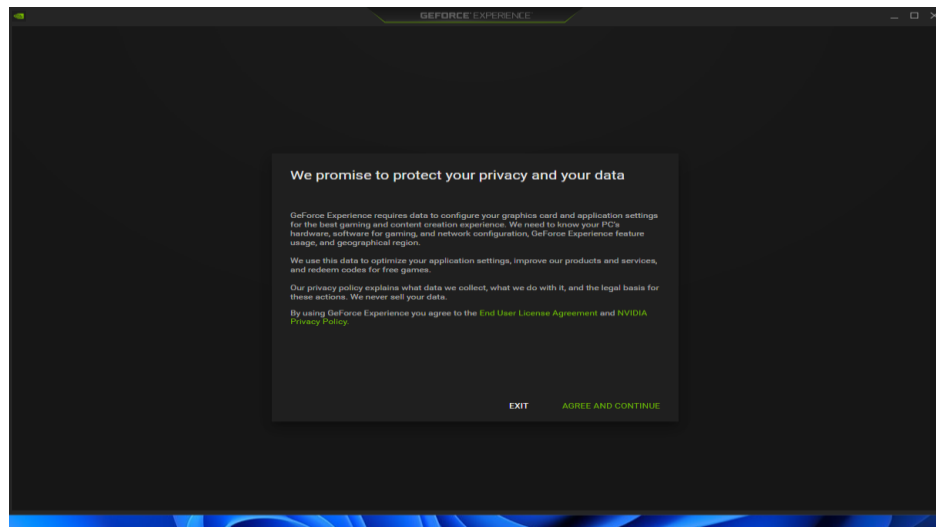 GEFORCE EXPERIENCE
We promise to protect your privacy and your data
GeForce Experience requires data to configure your graphics card and application settings
for the best gaming and content creation experience. We need to know your PC's
hardware, software for gaming, and network configuration, GeForce Experience feature
usage, and geographical region.
We use this data to optimize your application settings, improve our products and services,
and redeem codes for free games.
Our privacy policy explains what data we collect, what we do with it, and the legal basis for
these actions. We never sell your data.
By using GeForce Experience you agree to the End User License Agreement and NVIDIA
Privacy Policy.
EXIT AGREE AND CONTINUE